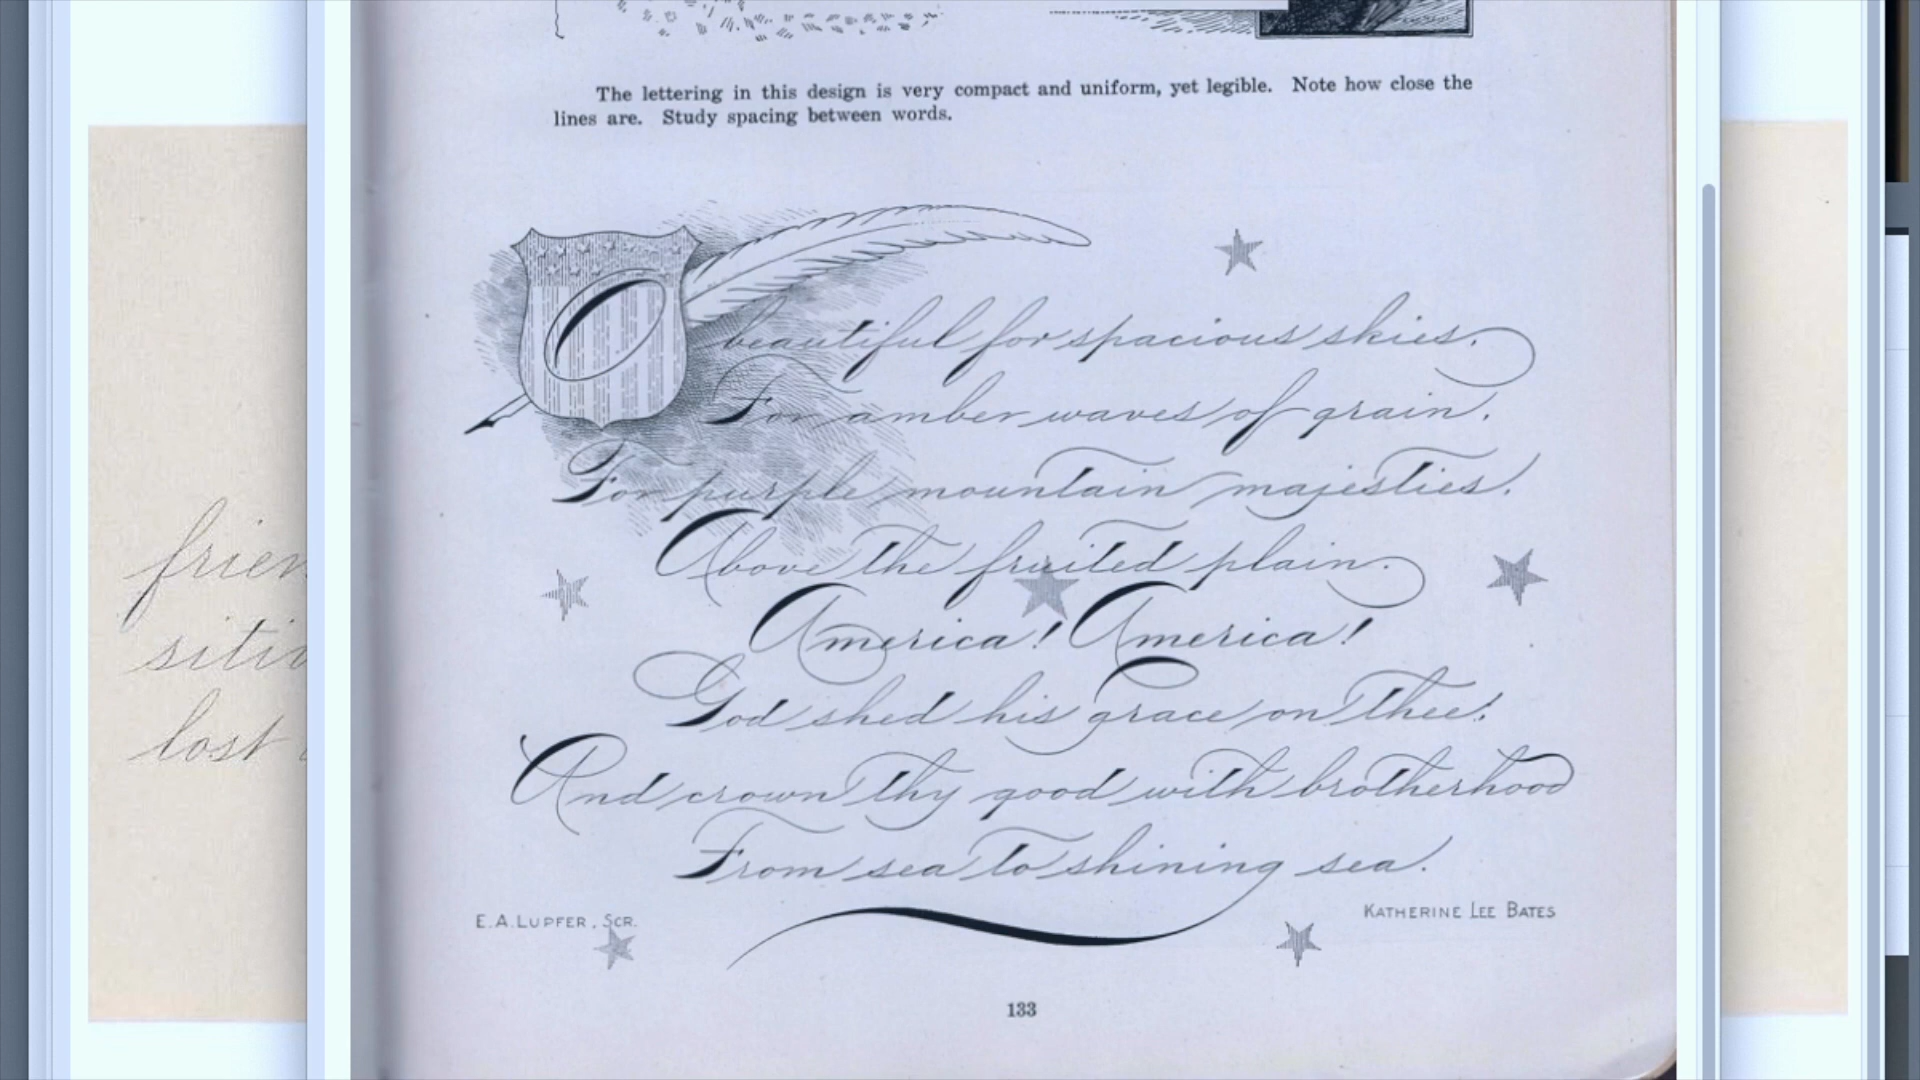 The lettering in this design is very compact and uniform, yet legible. Note how close the
lines are. Study spacing between words.
O beautiful for spacious skies.
For amber waves of grain.
For purple mountain majesties.
Above the fruited plain.
America! America!
God shed his grace on thee!
And crown thy good with brotherhood
From sea to shining sea.
E.A. LUPFER, SCR.
KATHERINE LEE BATES
133
sitiv
lost